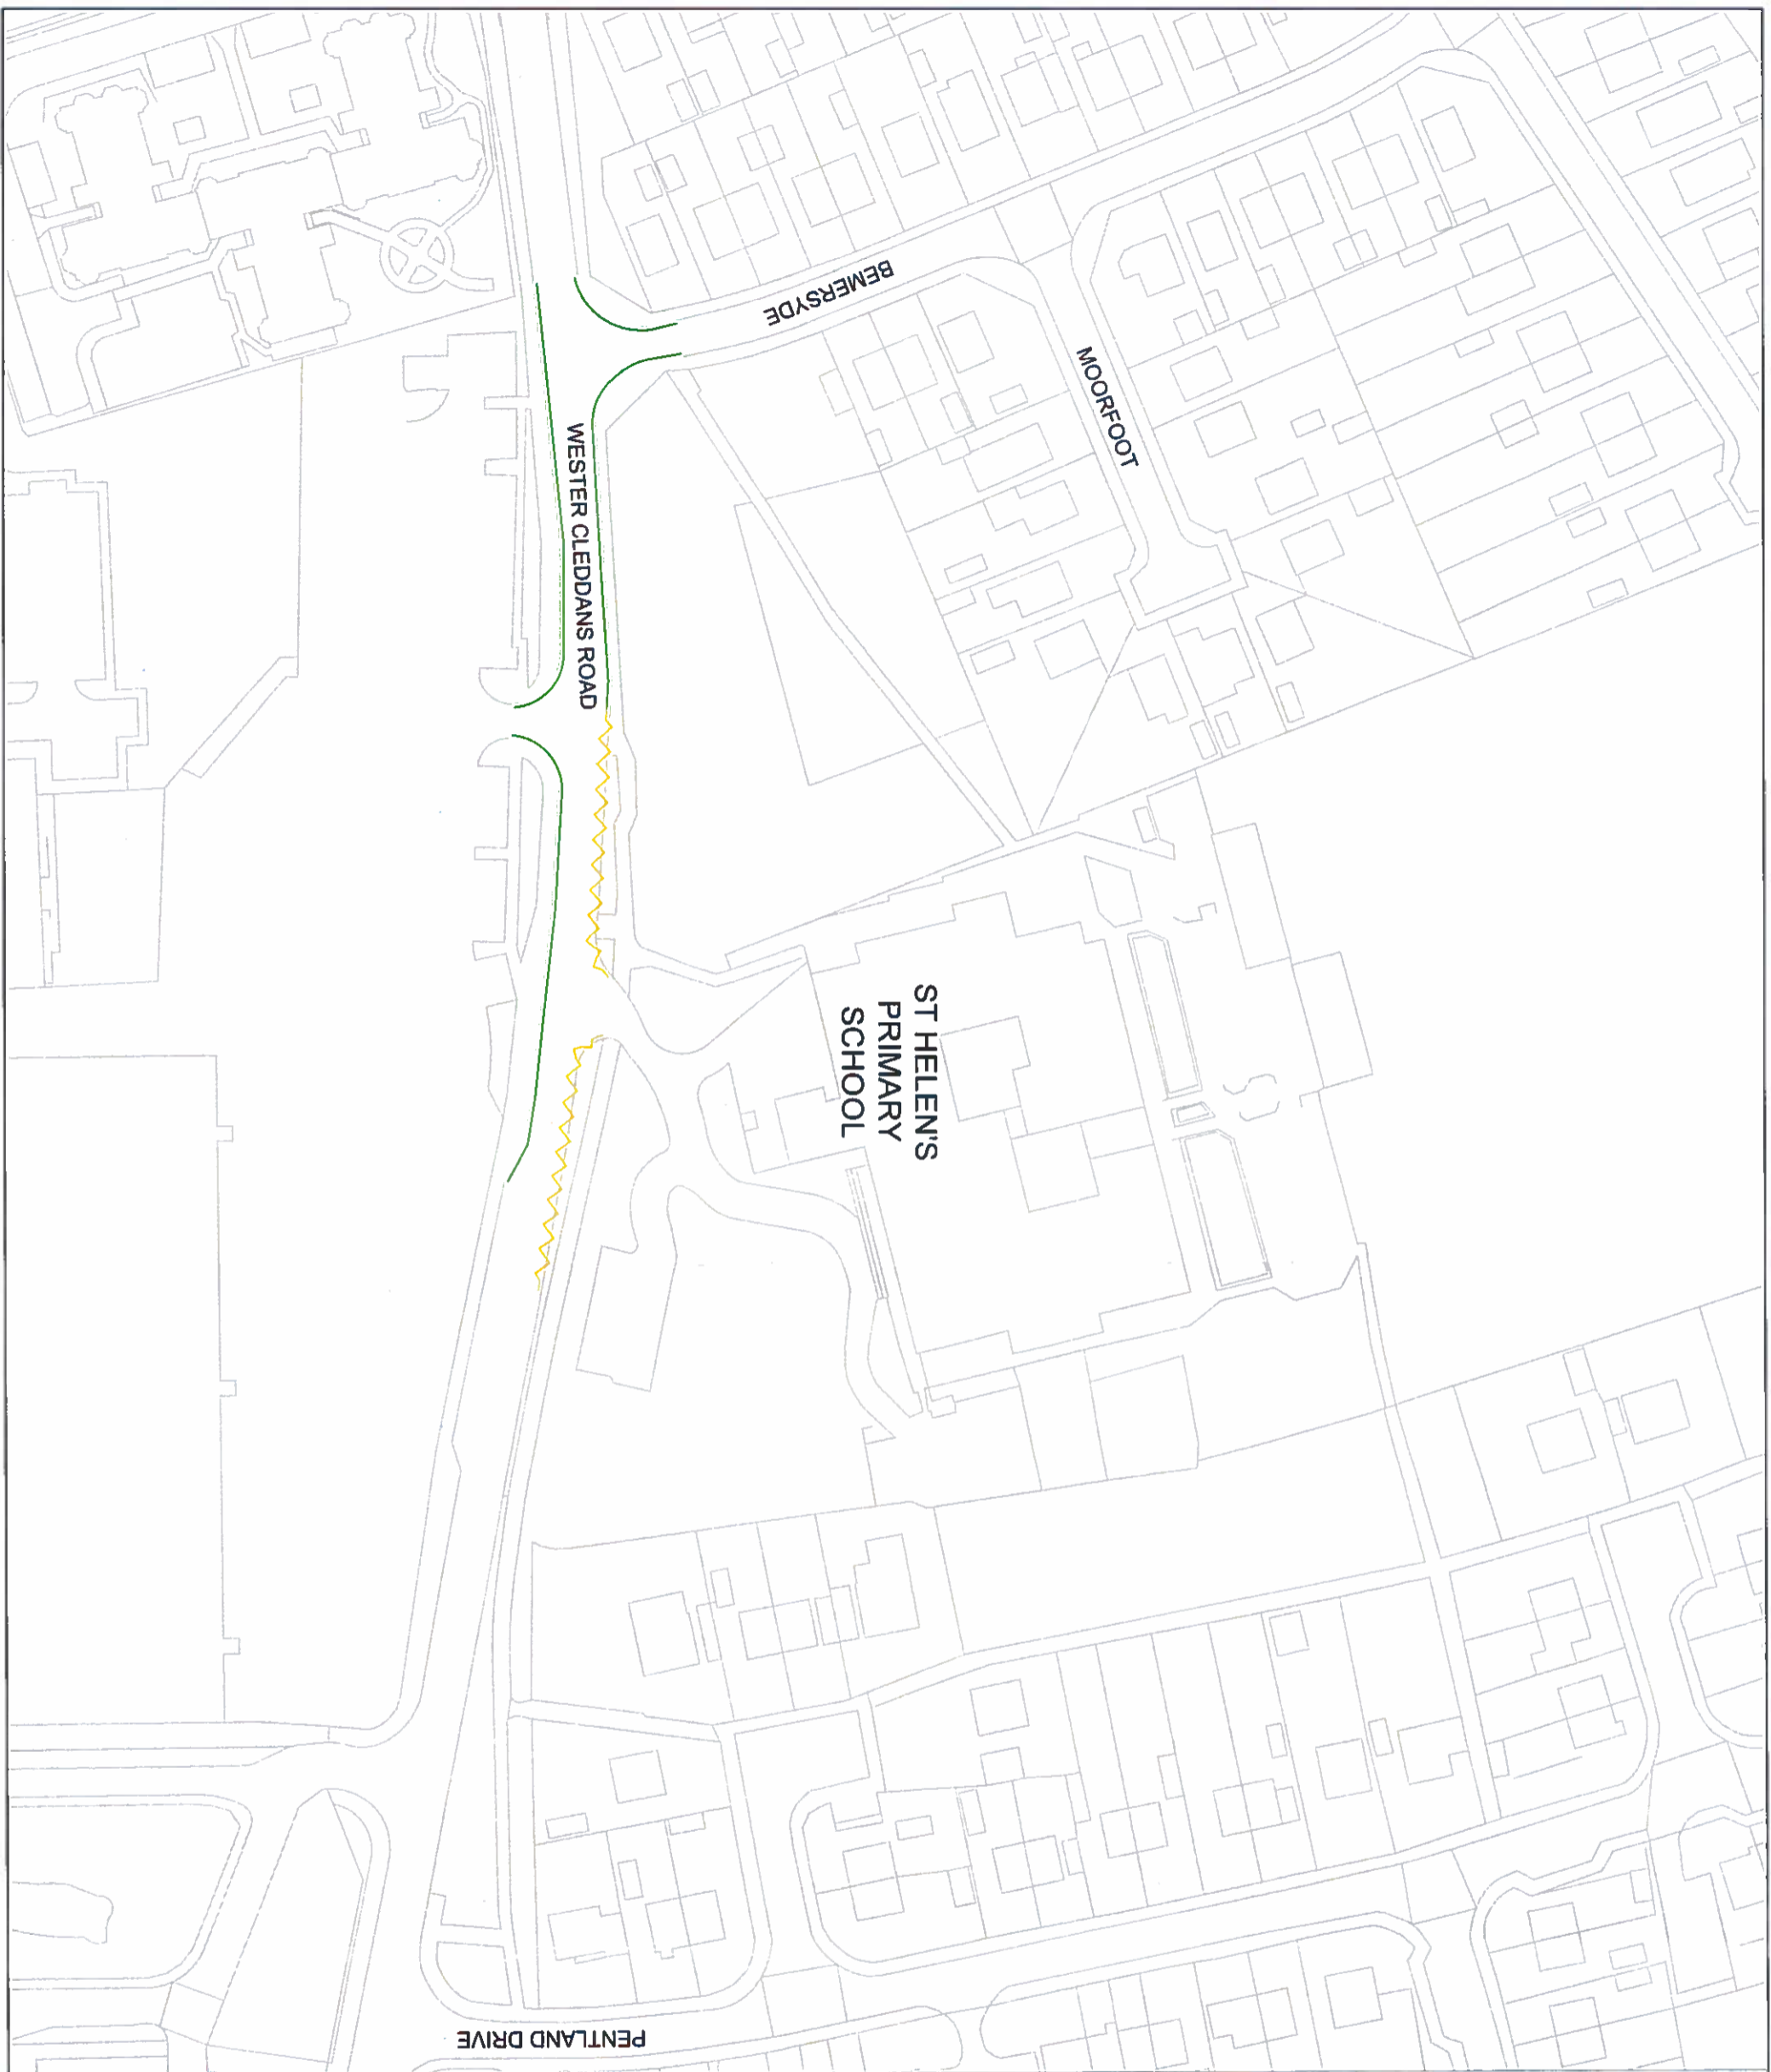 BEMERSYDE
MOORFOOT
WESTER CLEDDANS ROAD
ST HELEN'S
PRIMARY
SCHOOL
PENTLAND DRIVE